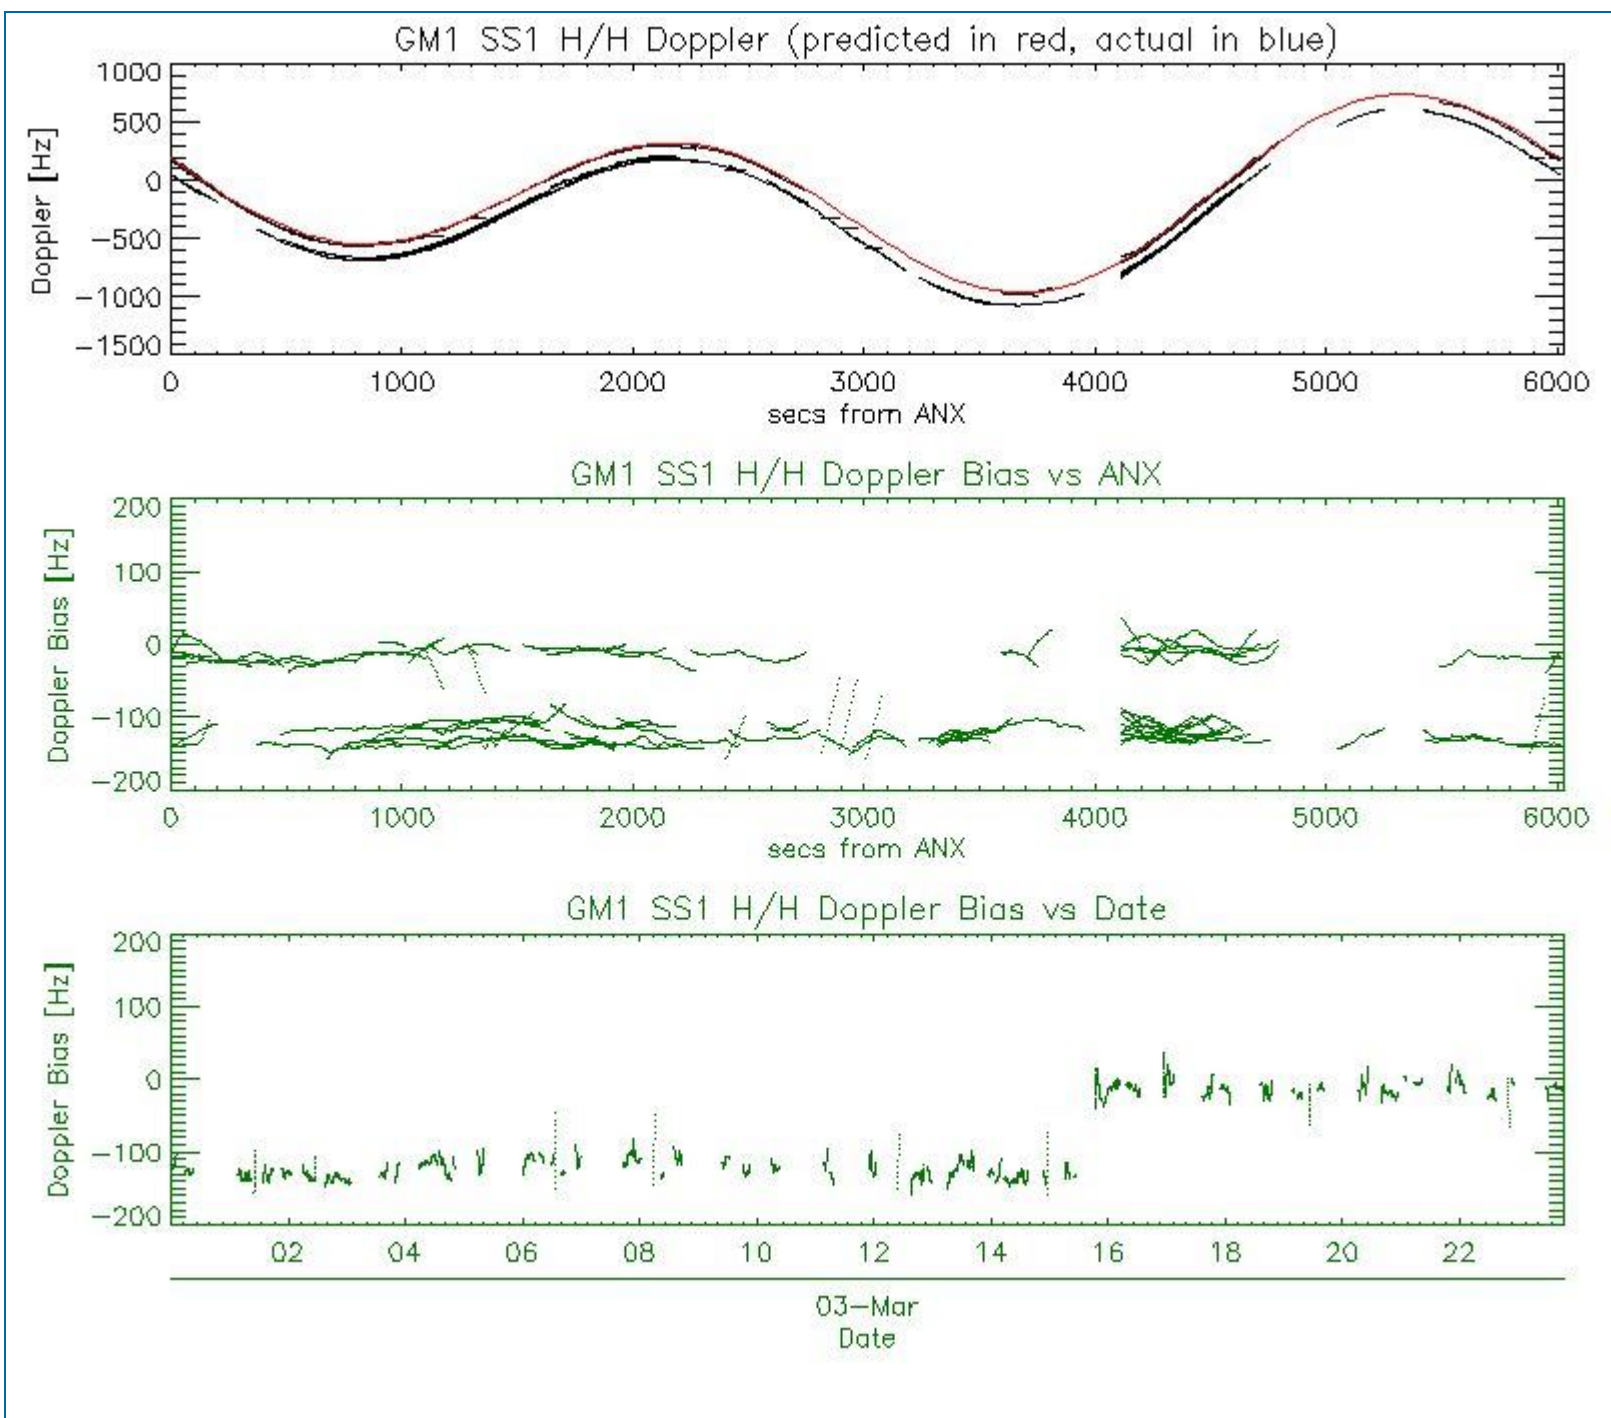 GM1 SS1 H/H Doppler (predicted in red, actual in blue)
Doppler [Hz]
1000
500
0
−500
−1000
−1500
0 1000 2000 3000 4000 5000 6000
secs from ANX
GM1 SS1 H/H Doppler Bias vs ANX
Doppler Bias [Hz]
200
100
0
−100
−200
0 1000 2000 3000 4000 5000 6000
secs from ANX
GM1 SS1 H/H Doppler Bias vs Date
Doppler Bias [Hz]
200
100
0
−100
−200
02 04 06 08 10 12 14 16 18 20 22
03−Mar
Date